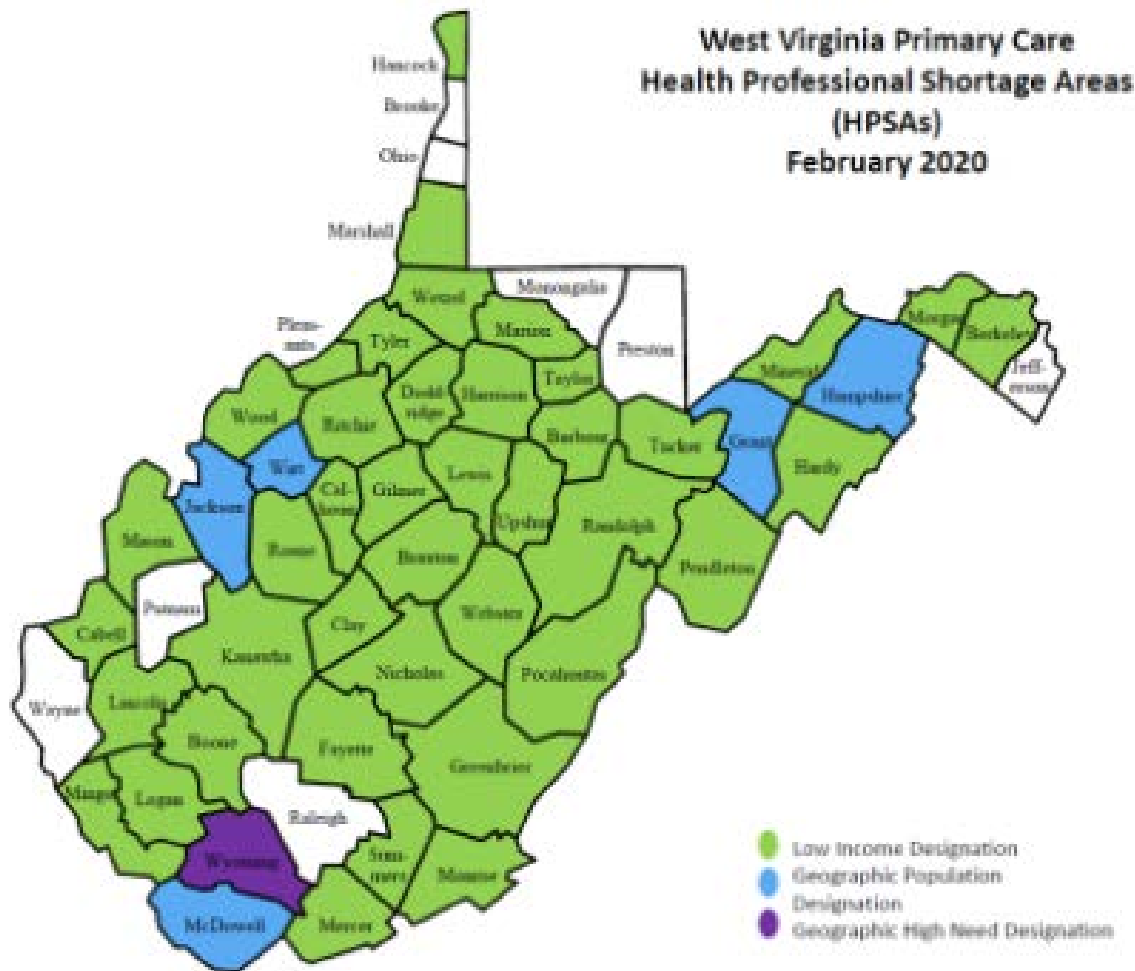 West Virginia Primary Care
Health Professional Shortage Areas
(HPSAs)
February 2020
Hancock
Brooke
Ohio
Marshall
Wetzel
Monongalia
Marion
Preston
Pleas-
ants
Tyler
Dodd-
ridge
Harrison
Taylor
Morgan
Berkeley
Jeff-
erson
Mineral
Hampshire
Wood
Ritchie
Barbour
Tucker
Grant
Hardy
Wirt
Cal-
houn
Gilmer
Lewis
Upshur
Randolph
Jackson
Mason
Roane
Braxton
Pendleton
Putnam
Clay
Webster
Cabell
Kanawha
Nicholas
Pocahontas
Wayne
Lincoln
Boone
Fayette
Greenbrier
Mingo
Logan
Raleigh
Wyoming
Sum-
mers
Monroe
McDowell
Mercer
Low Income Designation
Geographic Population
Designation
Geographic High Need Designation